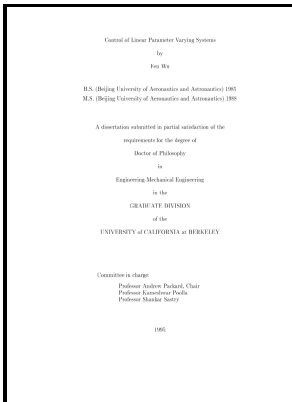 Control of Linear Parameter Varying Systems
by
Fen Wu
B.S. (Beijing University of Aeronautics and Astronautics) 1985
M.S. (Beijing University of Aeronautics and Astronautics) 1988
A dissertation submitted in partial satisfaction of the
requirements for the degree of
Doctor of Philosophy
in
Engineering-Mechanical Engineering
in the
GRADUATE DIVISION
of the
UNIVERSITY of CALIFORNIA at BERKELEY
Committee in charge:
Professor Andrew Packard, Chair
Professor Kameshwar Poolla
Professor Shankar Sastry
1995